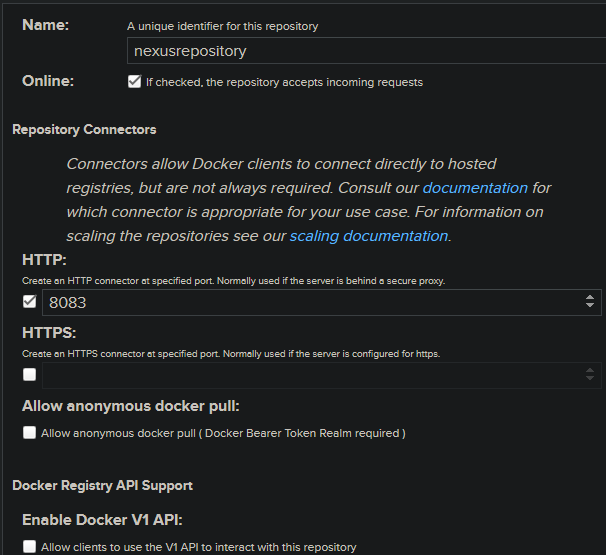 Name: A unique identifier for this repository
nexusrepository
Online: If checked, the repository accepts incoming requests
Repository Connectors
Connectors allow Docker clients to connect directly to hosted
registries, but are not always required. Consult our documentation for
which connector is appropriate for your use case. For information on
scaling the repositories see our scaling documentation.
HTTP:
Create an HTTP connector at specified port. Normally used if the server is behind a secure proxy.
8083
HTTPS:
Create an HTTPS connector at specified port. Normally used if the server is configured for https.
Allow anonymous docker pull:
Allow anonymous docker pull ( Docker Bearer Token Realm required )
Docker Registry API Support
Enable Docker V1 API:
Allow clients to use the V1 API to interact with this repository